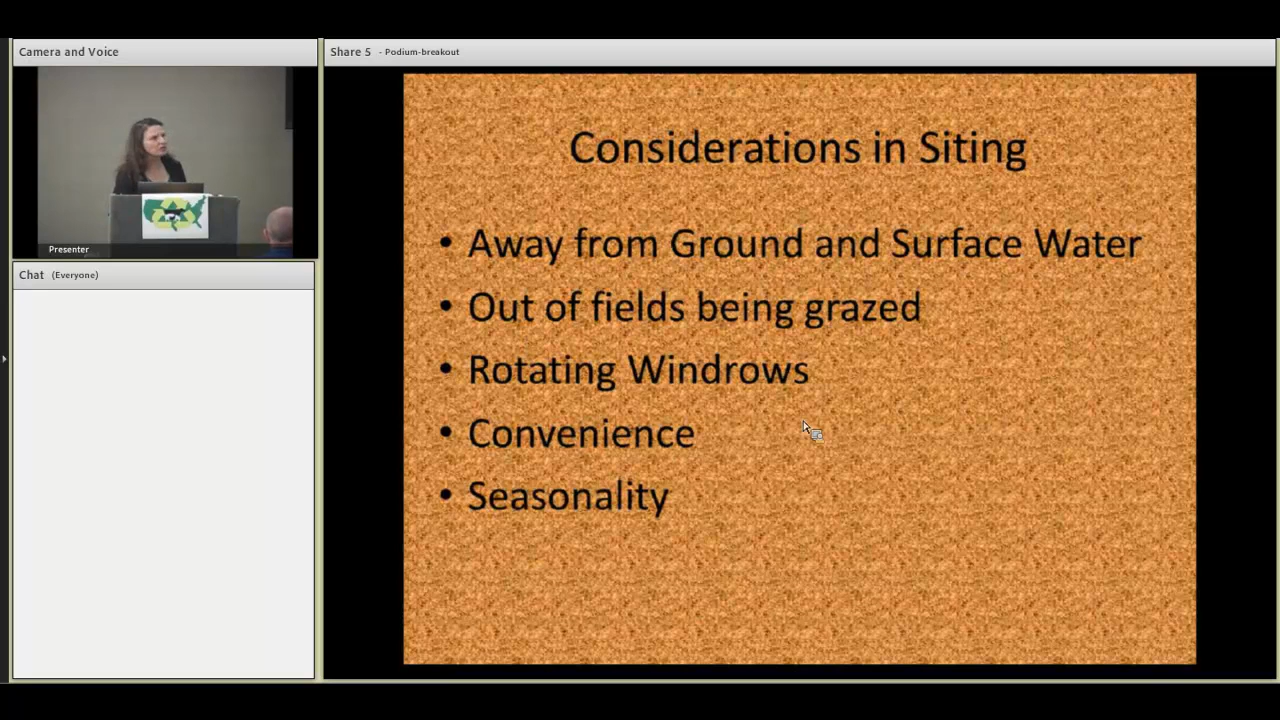 Camera and Voice
Presenter
Chat (Everyone)
Share 5 - Podium-breakout
Considerations in Siting
• Away from Ground and Surface Water
• Out of fields being grazed
• Rotating Windrows
• Convenience
• Seasonality